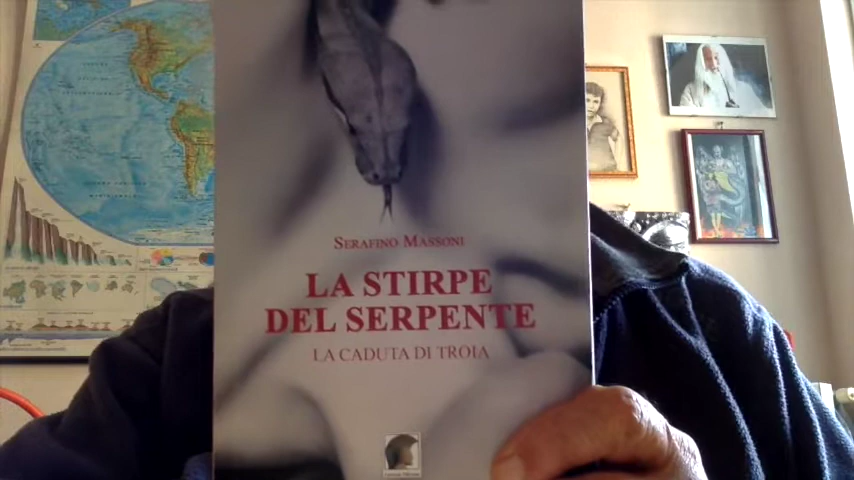 SERAFINO MASSONI
LA STIRPE
DEL SERPENTE
LA CADUTA DI TROIA